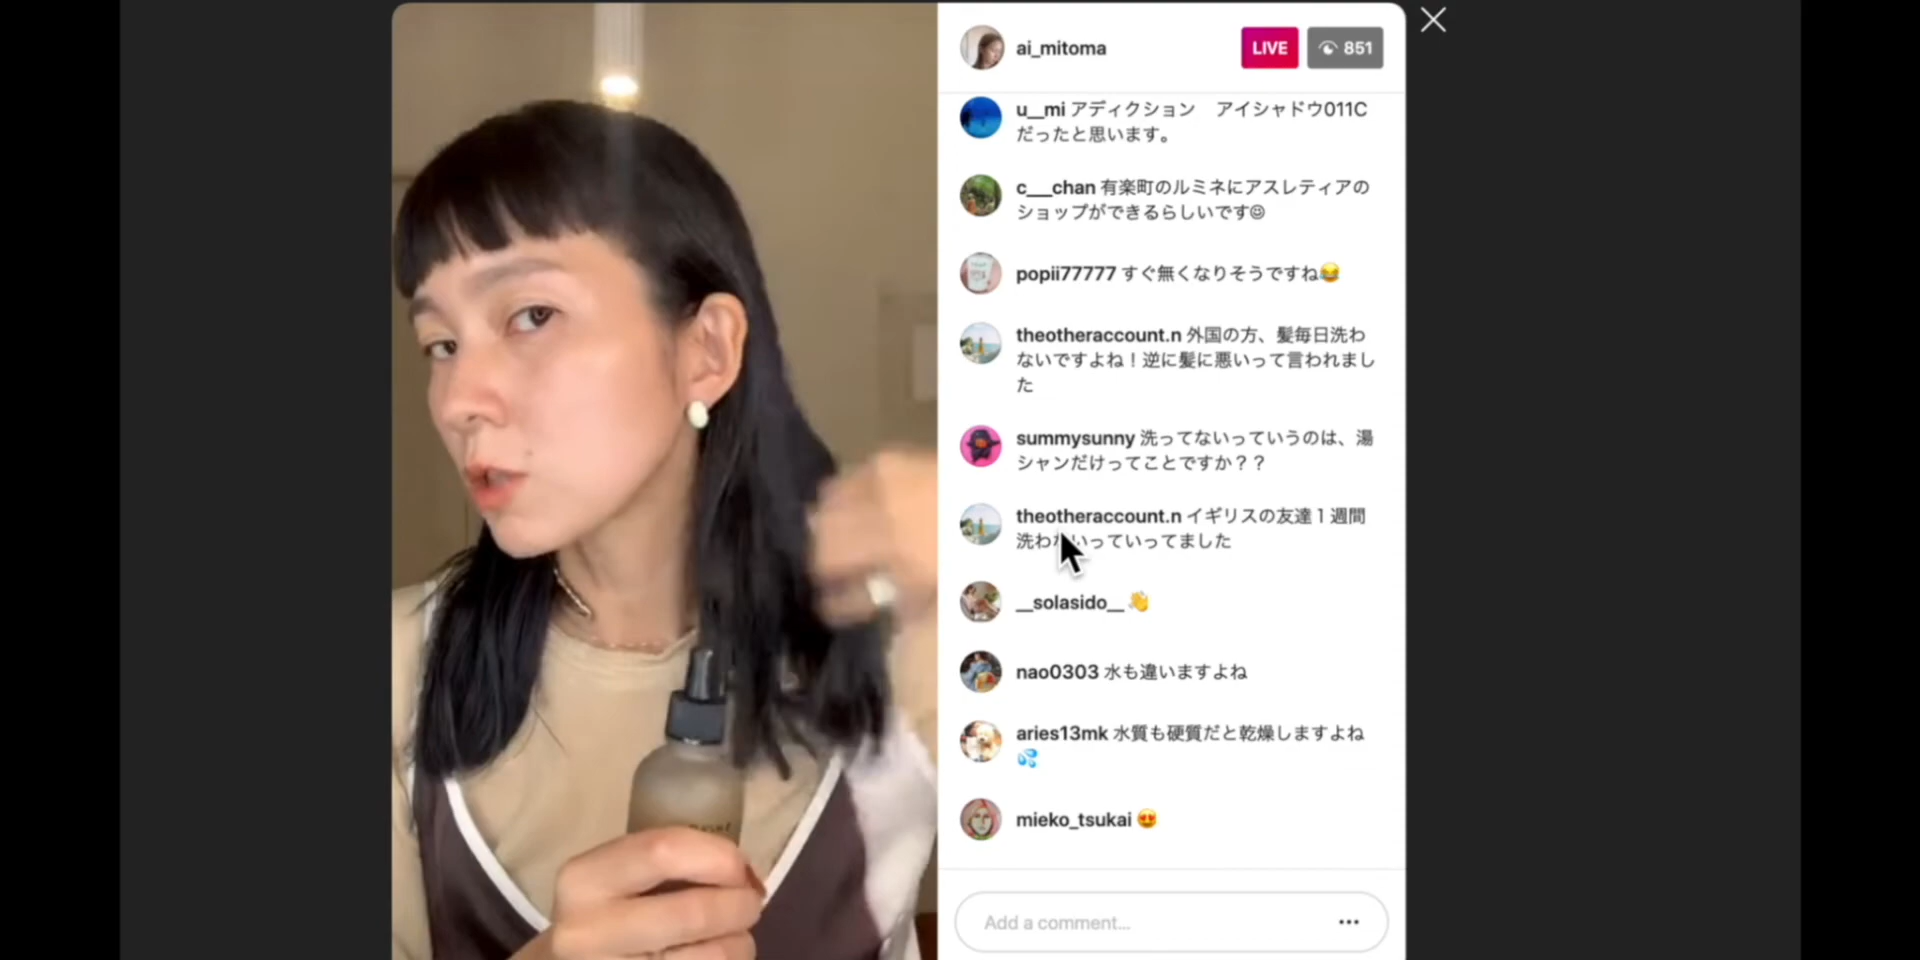 ai_mitoma
LIVE
851
u__mi アディクション　アイシャドウ011C
だったと思います。
c___chan 有楽町のルミネにアスレティアの
ショップができるらしいです☺
popii77777 すぐ無くなりそうですね😂
theotheraccount.n 外国の方、髪毎日洗わ
ないですよね！逆に髪に悪いって言われまし
た
summysunny 洗ってないっていうのは、湯
シャンだけってことですか？？
theotheraccount.n イギリスの友達１週間
洗わないっていってました
__solasido__ 👏
nao0303 水も違いますよね
aries13mk 水質も硬質だと乾燥しますよね
💦
mieko_tsukai 😍
Add a comment...